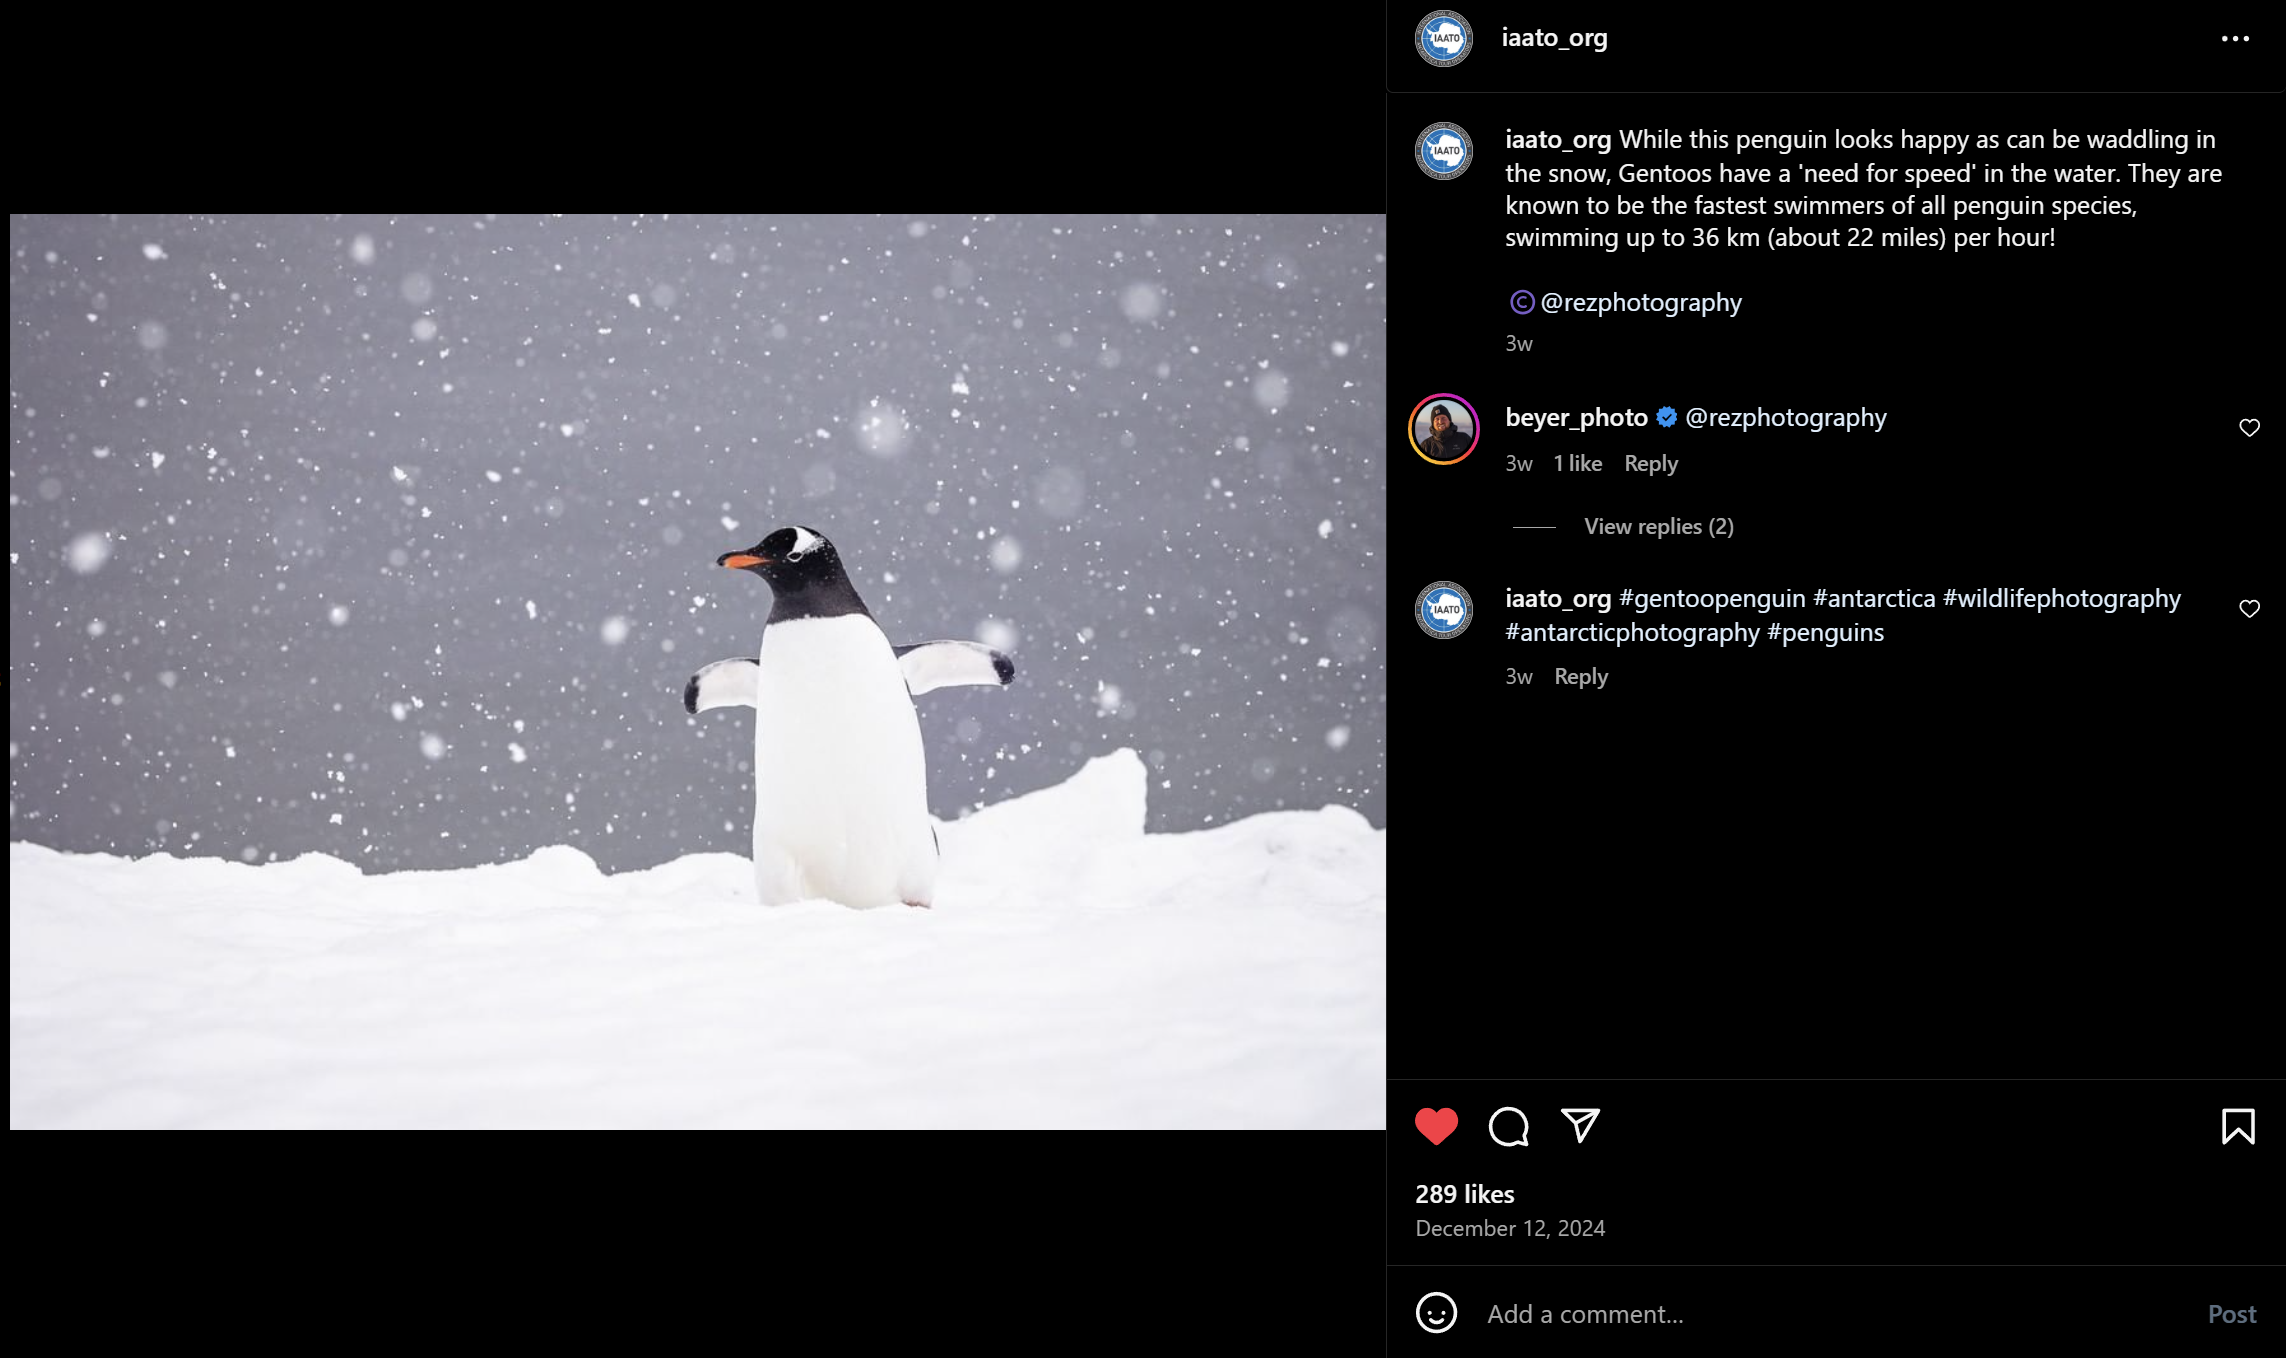 IAATO
iaato_org
IAATO
iaato_org While this penguin looks happy as can be waddling in
the snow, Gentoos have a 'need for speed' in the water. They are
known to be the fastest swimmers of all penguin species,
swimming up to 36 km (about 22 miles) per hour!
© @rezphotography
3w
beyer_photo @rezphotography
3w 1 like Reply
View replies (2)
IAATO
iaato_org #gentoopenguin #antarctica #wildlifephotography
#antarcticphotography #penguins
3w Reply
289 likes
December 12, 2024
Add a comment...
Post